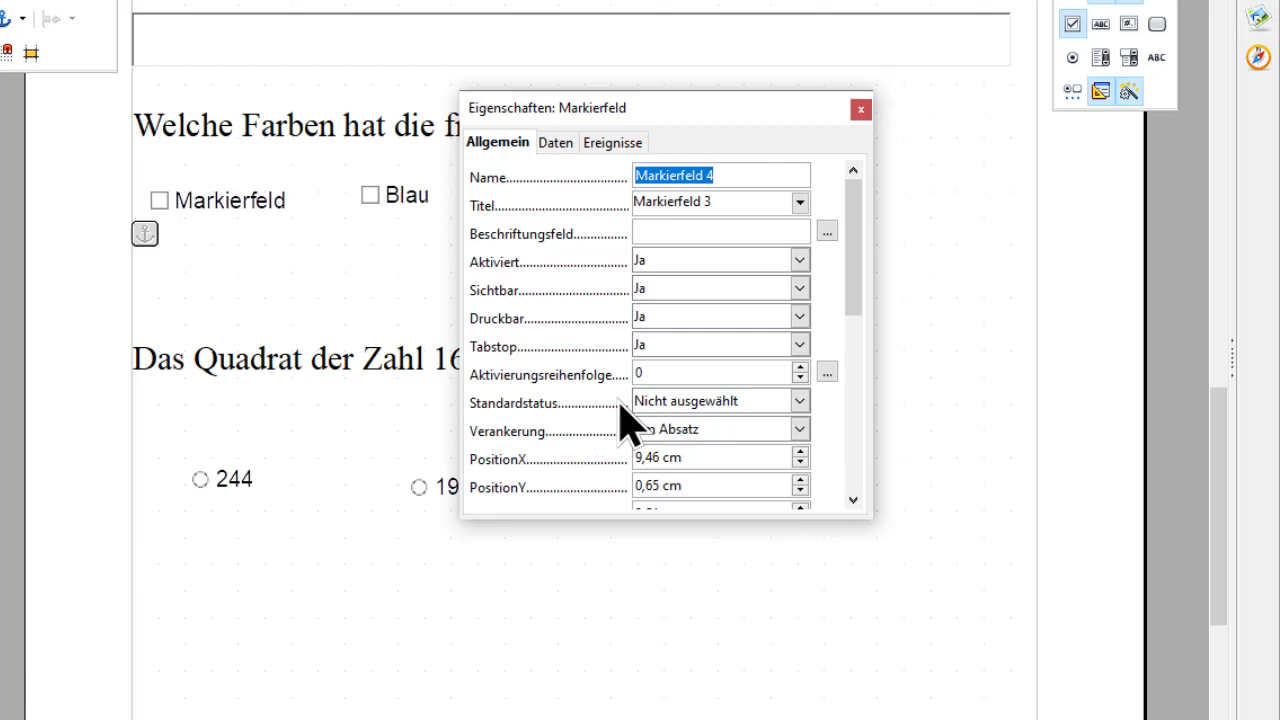 ABC
ABC
Eigenschaften: Markierfeld
x
Welche Farben hat die
Allgemein Daten Ereignisse
Name Markierfeld 4
Markierfeld
Blau
Titel Markierfeld 3
Beschriftungsfeld ...
Aktiviert Ja
Sichtbar Ja
Druckbar Ja
Tabstop Ja
Das Quadrat der Zahl 16
Aktivierungsreihenfolge 0 ...
Standardstatus Nicht ausgewählt
Verankerung Absatz
PositionX 9,46 cm
244
19
PositionY 0,65 cm